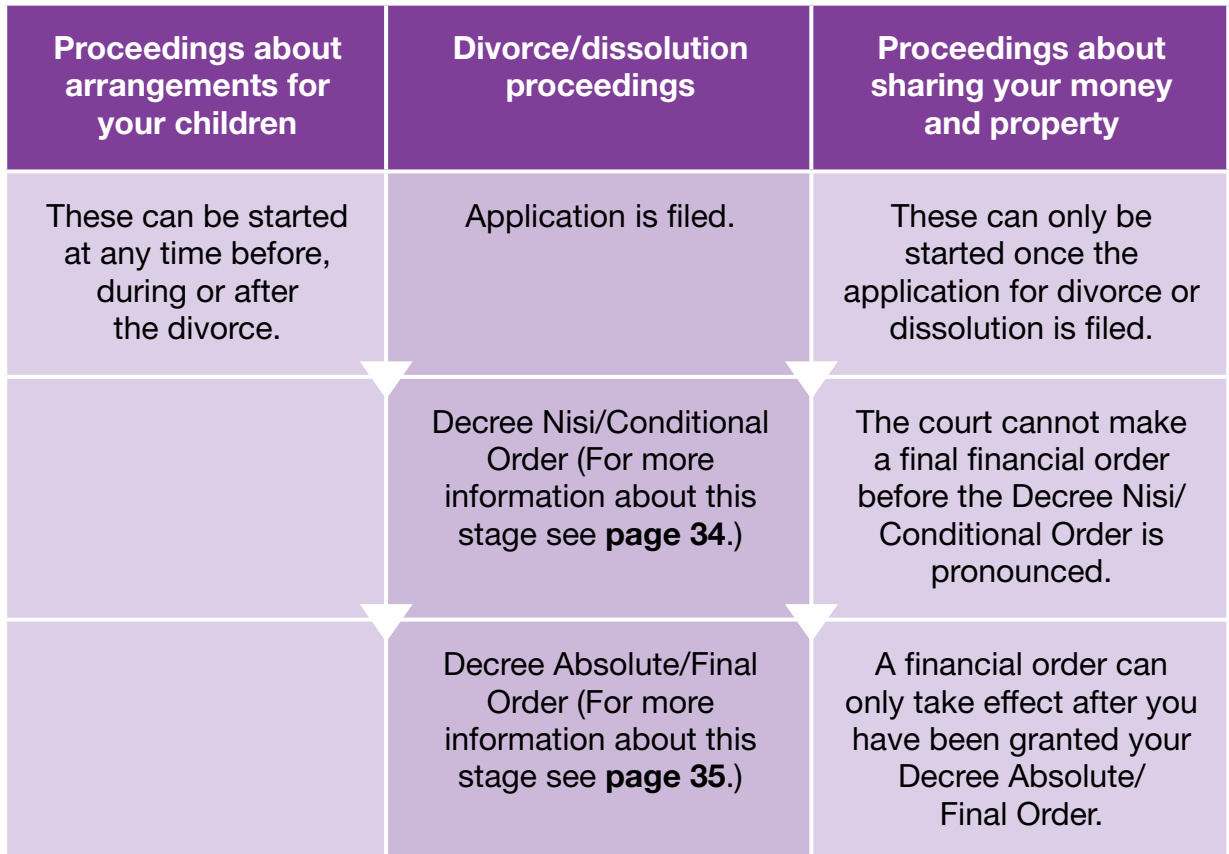 Proceedings about
arrangements for
your children
Divorce/dissolution
proceedings
Proceedings about
sharing your money
and property
These can be started
at any time before,
during or after
the divorce.
Application is filed.
These can only be
started once the
application for divorce or
dissolution is filed.
Decree Nisi/Conditional
Order (For more
information about this
stage see page 34.)
The court cannot make
a final financial order
before the Decree Nisi/
Conditional Order is
pronounced.
Decree Absolute/Final
Order (For more
information about this
stage see page 35.)
A financial order can
only take effect after you
have been granted your
Decree Absolute/
Final Order.